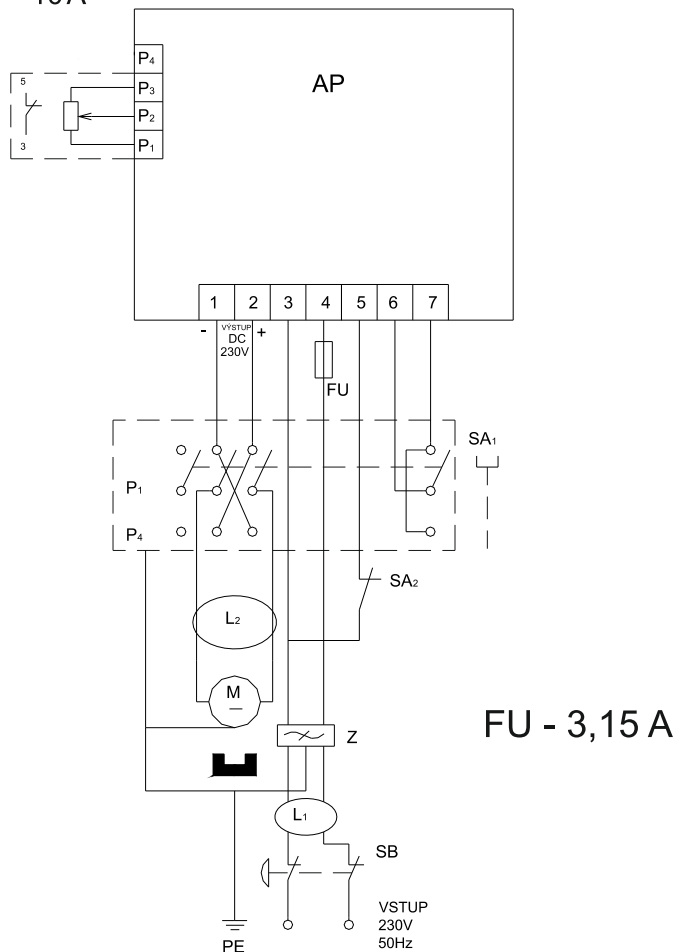 P4
5
P3
AP
P2
3
P1
1 2 3 4 5 6 7
- VÝSTUP +
DC
230V
FU
SA1
P1
P4
SA2
L2
M
FU - 3,15 A
Z
L1
SB
VSTUP
230V
50Hz
PE